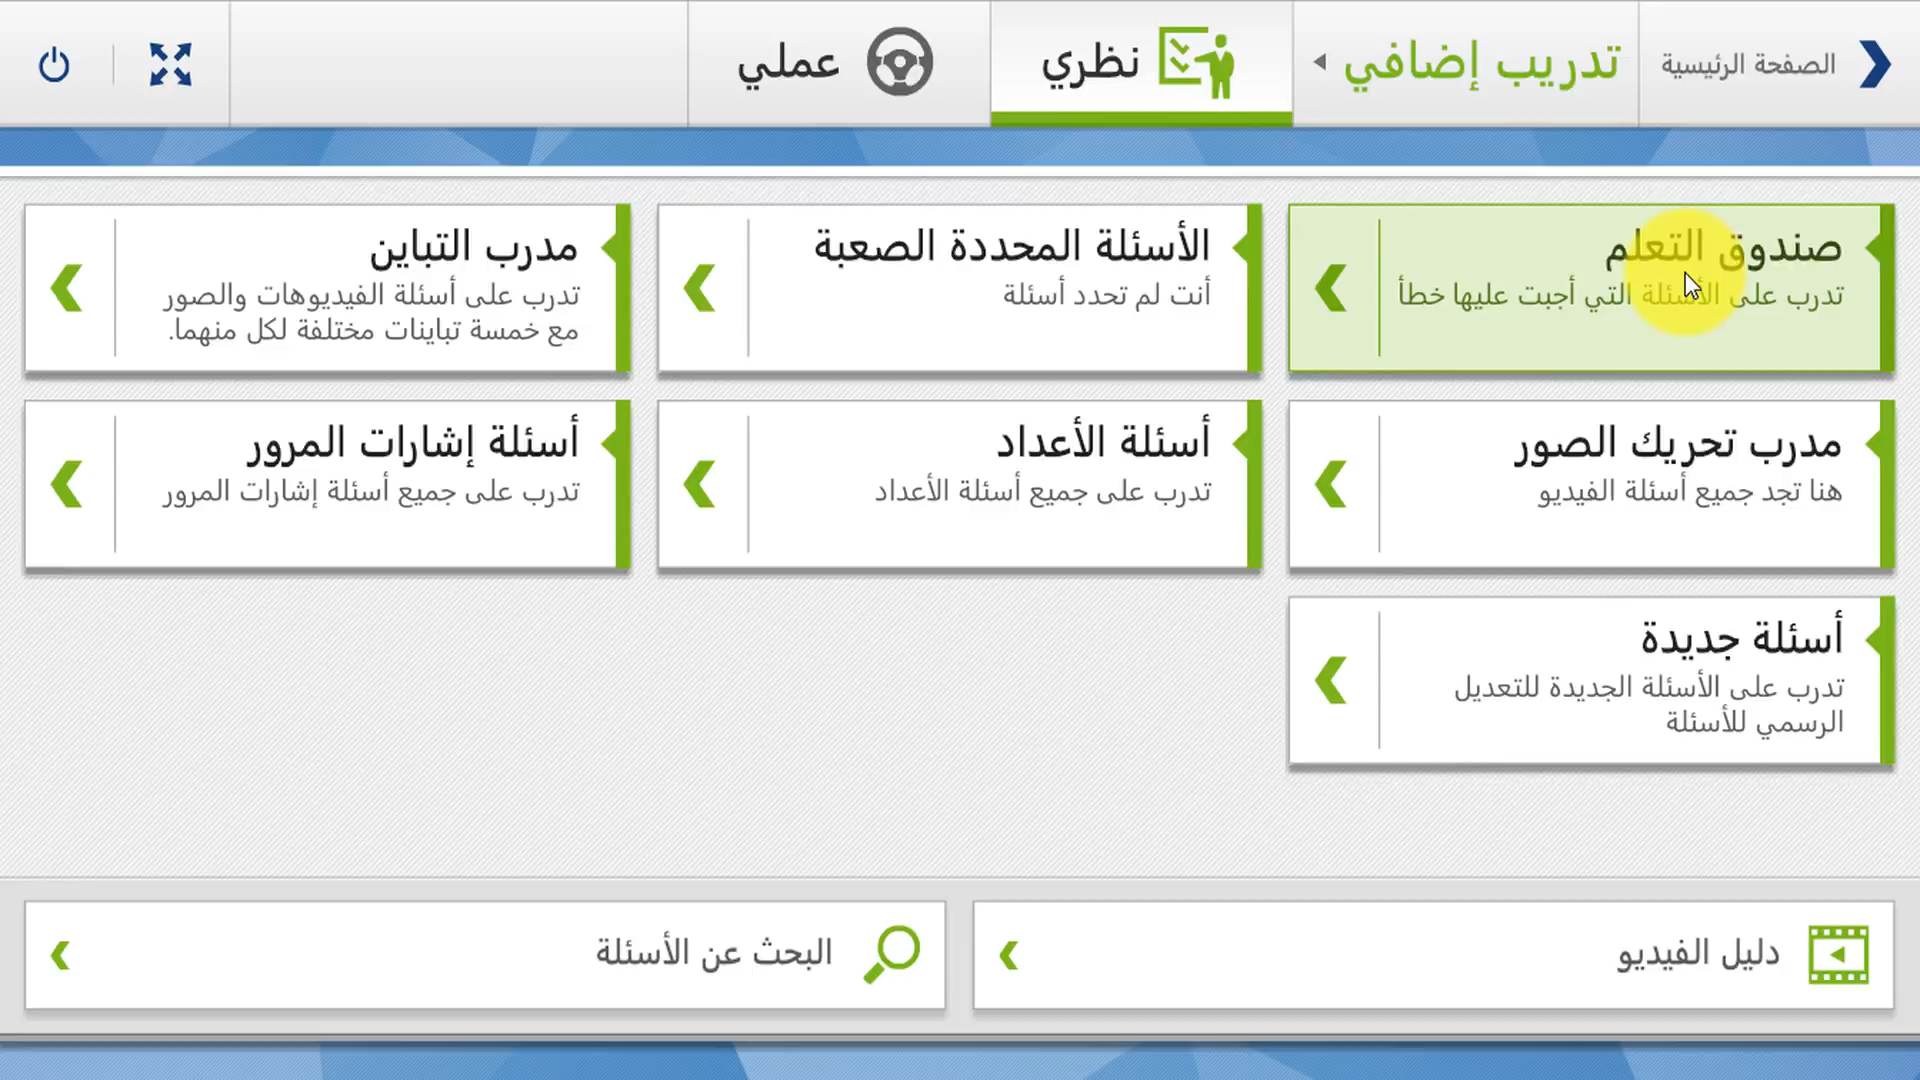 الصفحة الرئيسية
تدريب إضافي
نظري
عملي
صندوق التعلم
تدرب على الأسئلة التي أجبت عليها خطأ
الأسئلة المحددة الصعبة
أنت لم تحدد أسئلة
مدرب التباين
تدرب على أسئلة الفيديوهات والصور
مع خمسة تباينات مختلفة لكل منهما.
مدرب تحريك الصور
هنا تجد جميع أسئلة الفيديو
أسئلة الأعداد
تدرب على جميع أسئلة الأعداد
أسئلة إشارات المرور
تدرب على جميع أسئلة إشارات المرور
أسئلة جديدة
تدرب على الأسئلة الجديدة للتعديل
الرسمي للأسئلة
دليل الفيديو
البحث عن الأسئلة